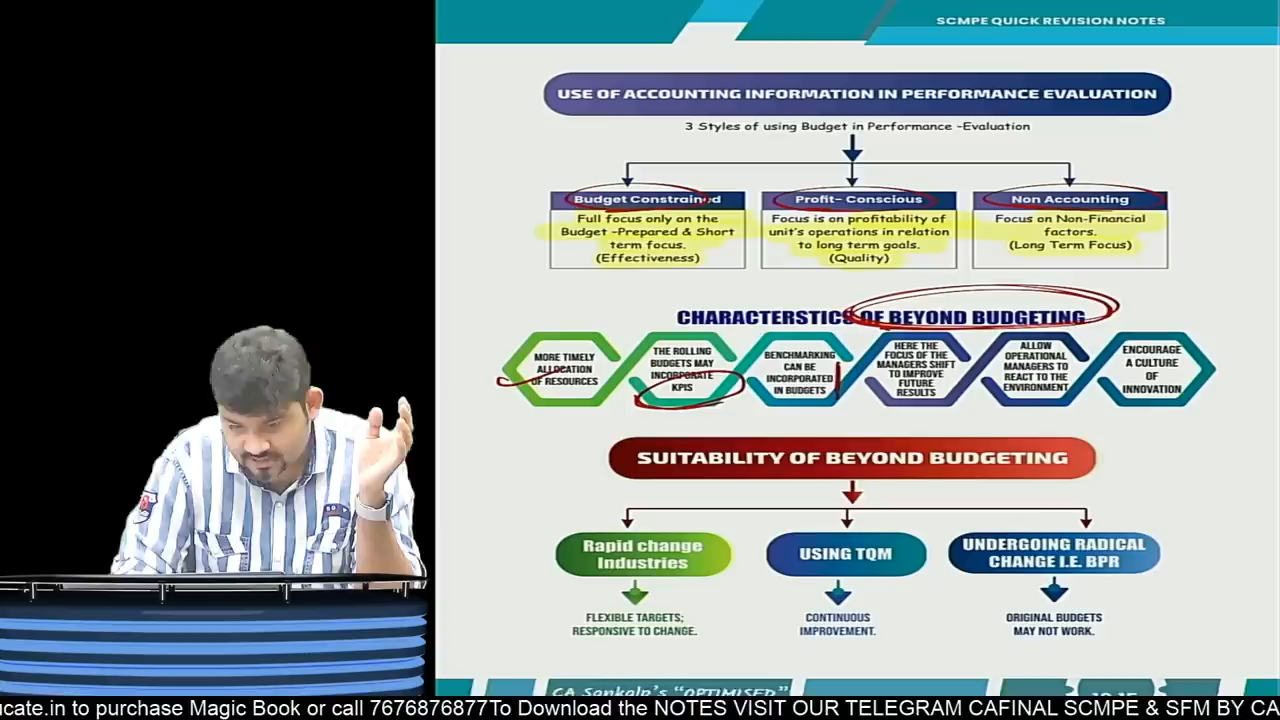 SCMPE QUICK REVISION NOTES
USE OF ACCOUNTING INFORMATION IN PERFORMANCE EVALUATION
3 Styles of using Budget in Performance -Evaluation
Budget Constrained
Full focus only on the
Budget -Prepared & Short
term focus.
(Effectiveness)
Profit- Conscious
Focus is on profitability of
unit's operations in relation
to long term goals.
(Quality)
Non Accounting
Focus on Non-Financial
factors.
(Long Term Focus)
CHARACTERSTICS OF BEYOND BUDGETING
MORE TIMELY
ALLOCATION
OF RESOURCES
THE ROLLING
BUDGETS MAY
INCORPORATE
KPIS
BENCHMARKING
CAN BE
INCORPORATED
IN BUDGETS
HERE THE
FOCUS OF THE
MANAGERS SHIFT
TO IMPROVE
FUTURE
RESULTS
ALLOW
OPERATIONAL
MANAGERS TO
REACT TO THE
ENVIRONMENT
ENCOURAGE
A CULTURE
OF
INNOVATION
SUITABILITY OF BEYOND BUDGETING
Rapid change
Industries
FLEXIBLE TARGETS;
RESPONSIVE TO CHANGE.
USING TQM
CONTINUOUS
IMPROVEMENT.
UNDERGOING RADICAL
CHANGE I.E. BPR
ORIGINAL BUDGETS
MAY NOT WORK.
CA Sankalp's "OPTIMISED"
ucate.in to purchase Magic Book or call 7676876877To Download the NOTES VISIT OUR TELEGRAM CAFINAL SCMPE & SFM BY CA